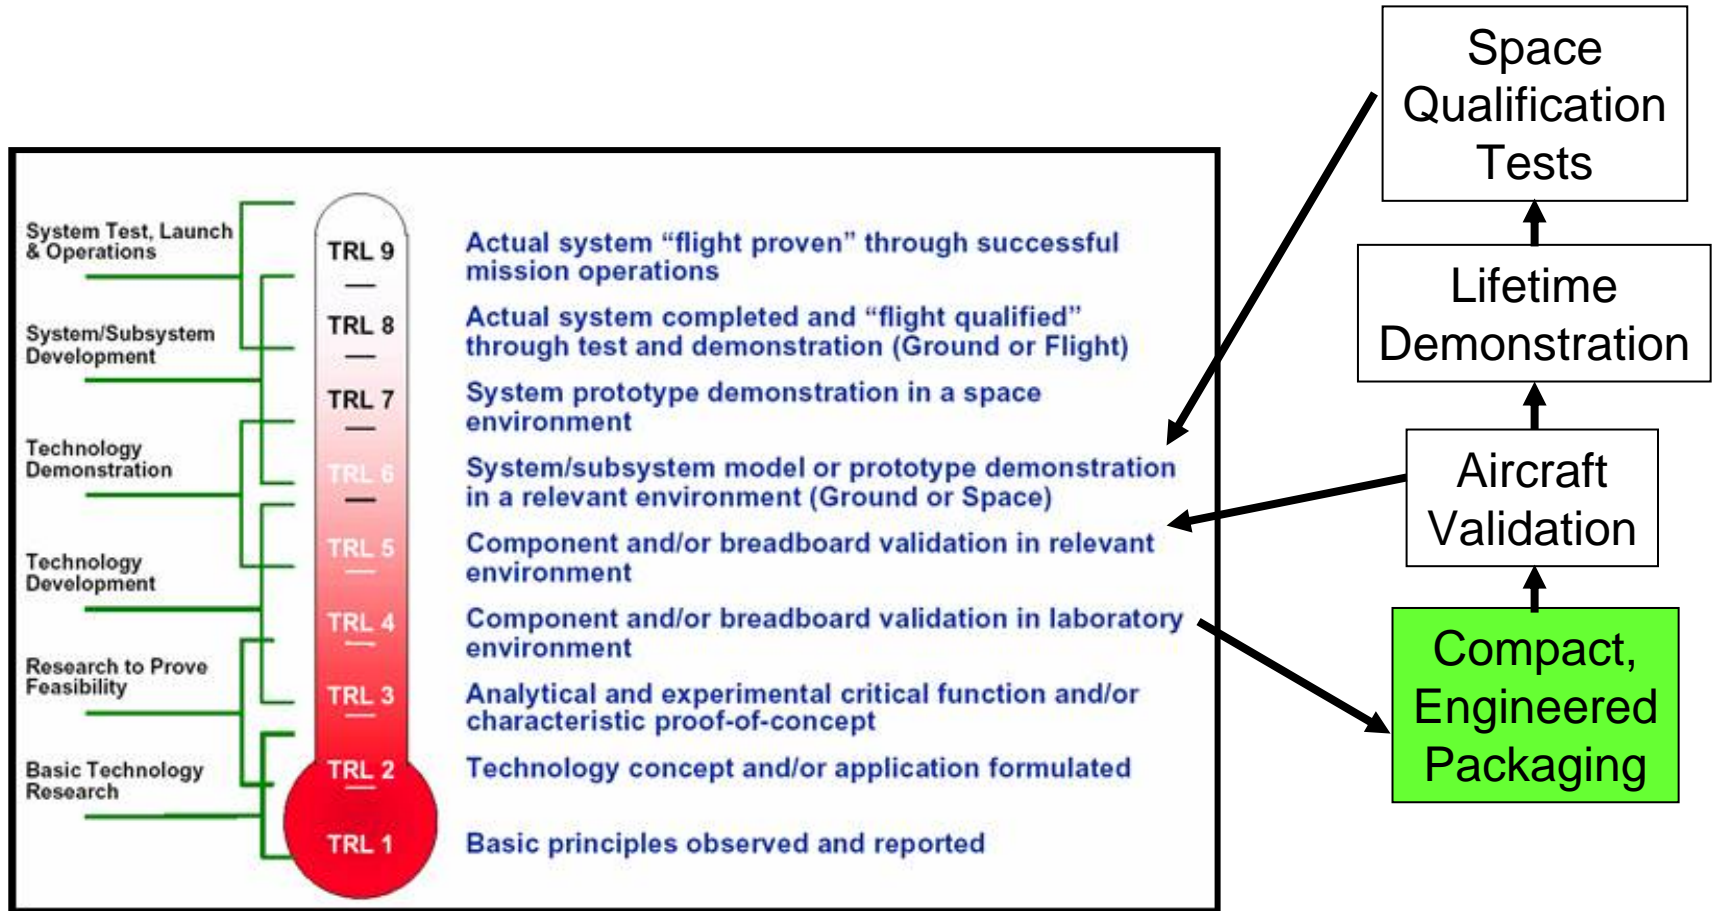 System Test, Launch
& Operations
System/Subsystem
Development
Technology
Demonstration
Technology
Development
Research to Prove
Feasibility
Basic Technology
Research
TRL 9
TRL 8
TRL 7
TRL 6
TRL 5
TRL 4
TRL 3
TRL 2
TRL 1
Actual system “flight proven” through successful
mission operations
Actual system completed and “flight qualified”
through test and demonstration (Ground or Flight)
System prototype demonstration in a space
environment
System/subsystem model or prototype demonstration
in a relevant environment (Ground or Space)
Component and/or breadboard validation in relevant
environment
Component and/or breadboard validation in laboratory
environment
Analytical and experimental critical function and/or
characteristic proof-of-concept
Technology concept and/or application formulated
Basic principles observed and reported
Space
Qualification
Tests
Lifetime
Demonstration
Aircraft
Validation
Compact,
Engineered
Packaging